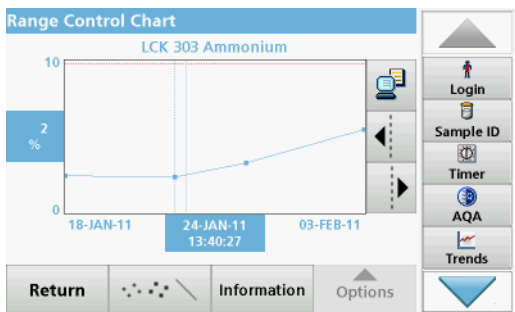 Range Control Chart
LCK 303 Ammonium
10
2
%
0
18-JAN-11
24-JAN-11
13:40:27
03-FEB-11
Return
Information
Options
Login
Sample ID
Timer
AQA
Trends